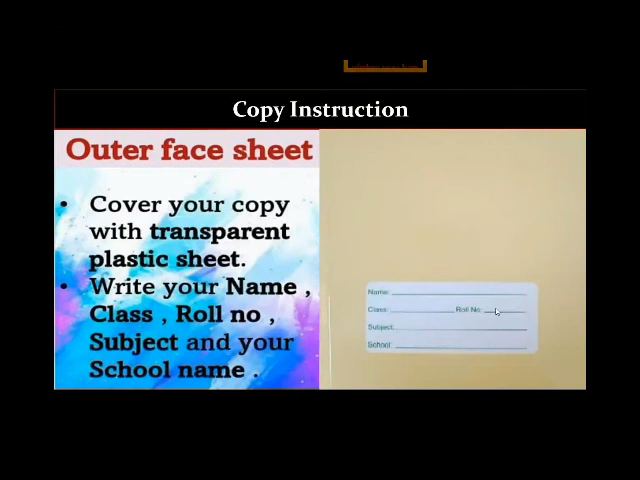 Copy Instruction
Outer face sheet
• Cover your copy
with transparent
plastic sheet.
• Write your Name ,
Class , Roll no ,
Subject and your
School name .
Name:
Class: Roll No:
Subject:
School: